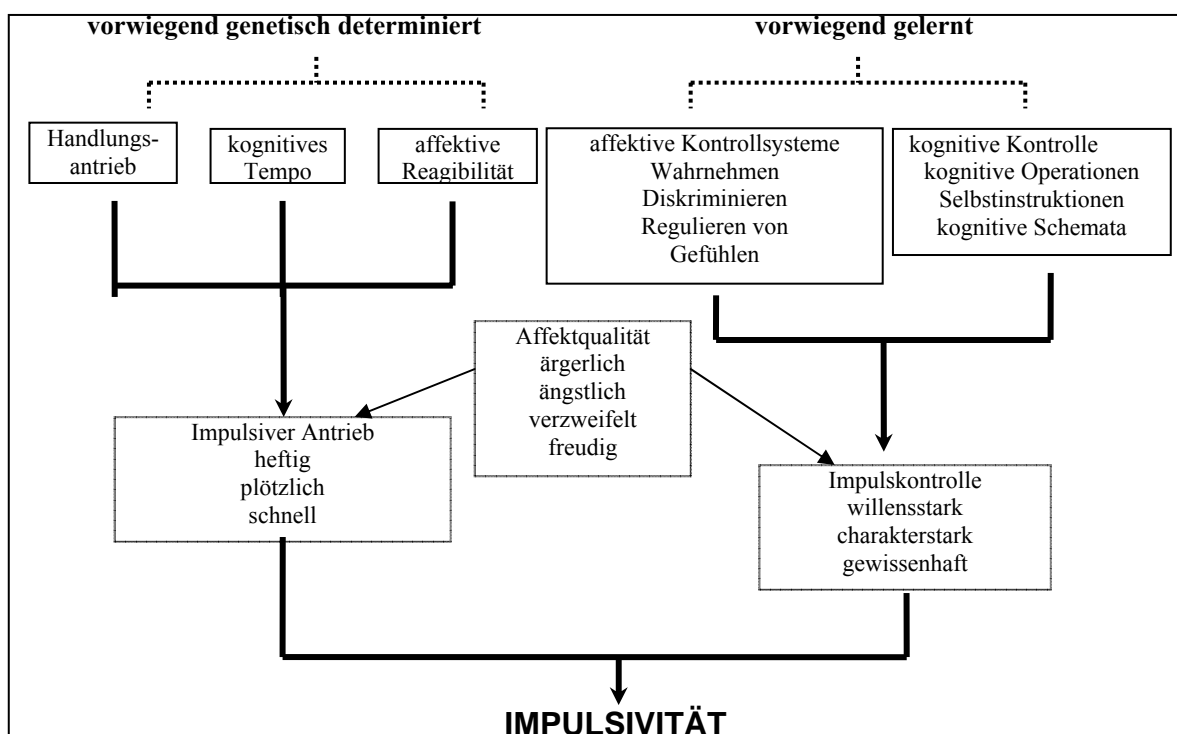 vorwiegend genetisch determiniert
vorwiegend gelernt
Handlungs-
antrieb
kognitives
Tempo
affektive
Reagibilität
affektive Kontrollsysteme
Wahrnehmen
Diskriminieren
Regulieren von
Gefühlen
kognitive Kontrolle
kognitive Operationen
Selbstinstruktionen
kognitive Schemata
Affektqualität
ärgerlich
ängstlich
verzweifelt
freudig
Impulsiver Antrieb
heftig
plötzlich
schnell
Impulskontrolle
willensstark
charakterstark
gewissenhaft
IMPULSIVITÄT